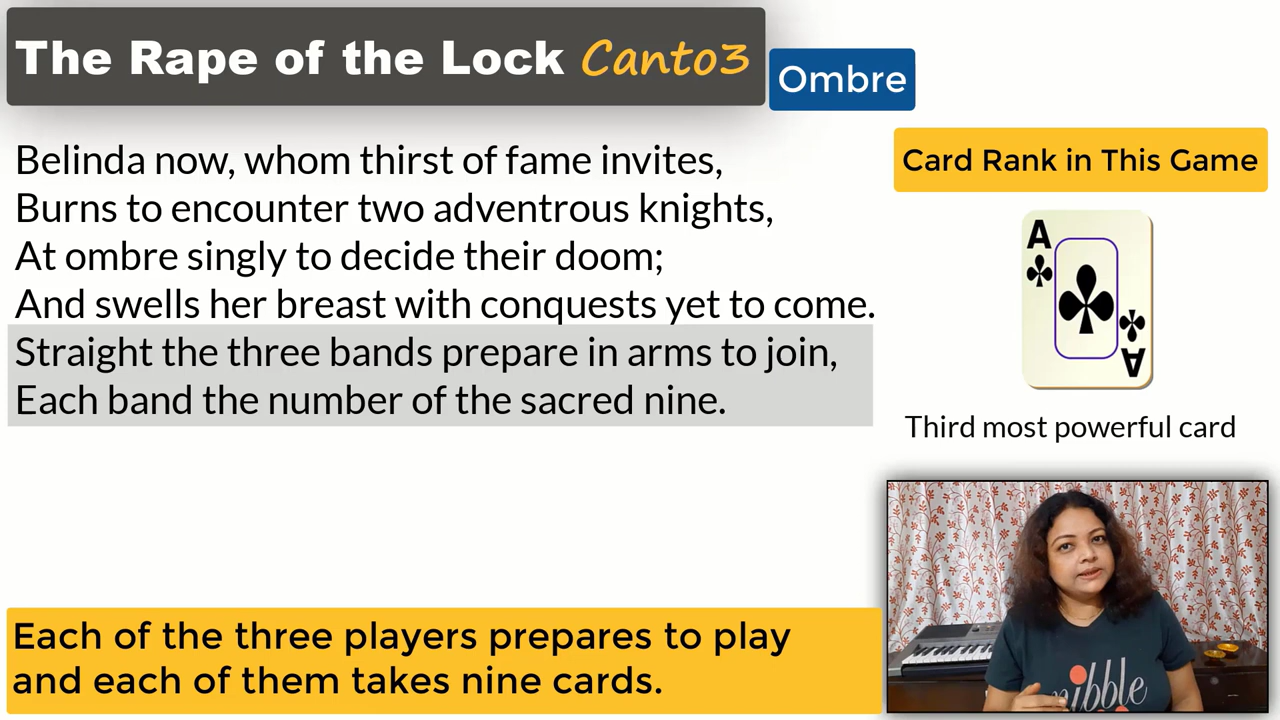 The Rape of the Lock Canto3
Ombre
Belinda now, whom thirst of fame invites,
Burns to encounter two adventrous knights,
At ombre singly to decide their doom;
And swells her breast with conquests yet to come.
Straight the three bands prepare in arms to join,
Each band the number of the sacred nine.
Card Rank in This Game
A
A
Third most powerful card
Each of the three players prepares to play
and each of them takes nine cards.
nibble